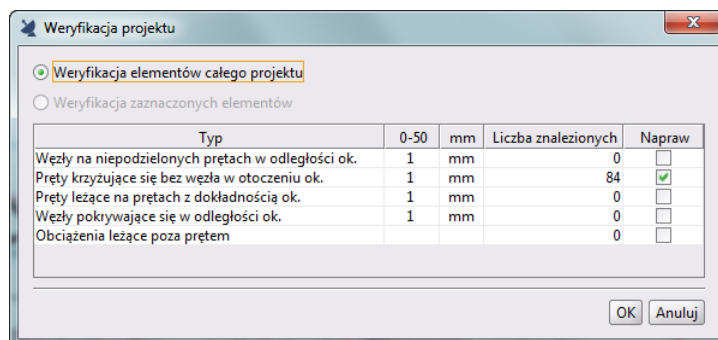 Weryfikacja projektu
Weryfikacja elementów całego projektu
Weryfikacja zaznaczonych elementów
Typ 0-50 mm Liczba znalezionych Napraw
Węzły na niepodzielonych prętach w odległości ok. 1 mm 0
Pręty krzyżujące się bez węzła w otoczeniu ok. 1 mm 84
Pręty leżące na prętach z dokładnością ok. 1 mm 0
Węzły pokrywające się w odległości ok. 1 mm 0
Obciążenia leżące poza prętem 0
OK Anuluj